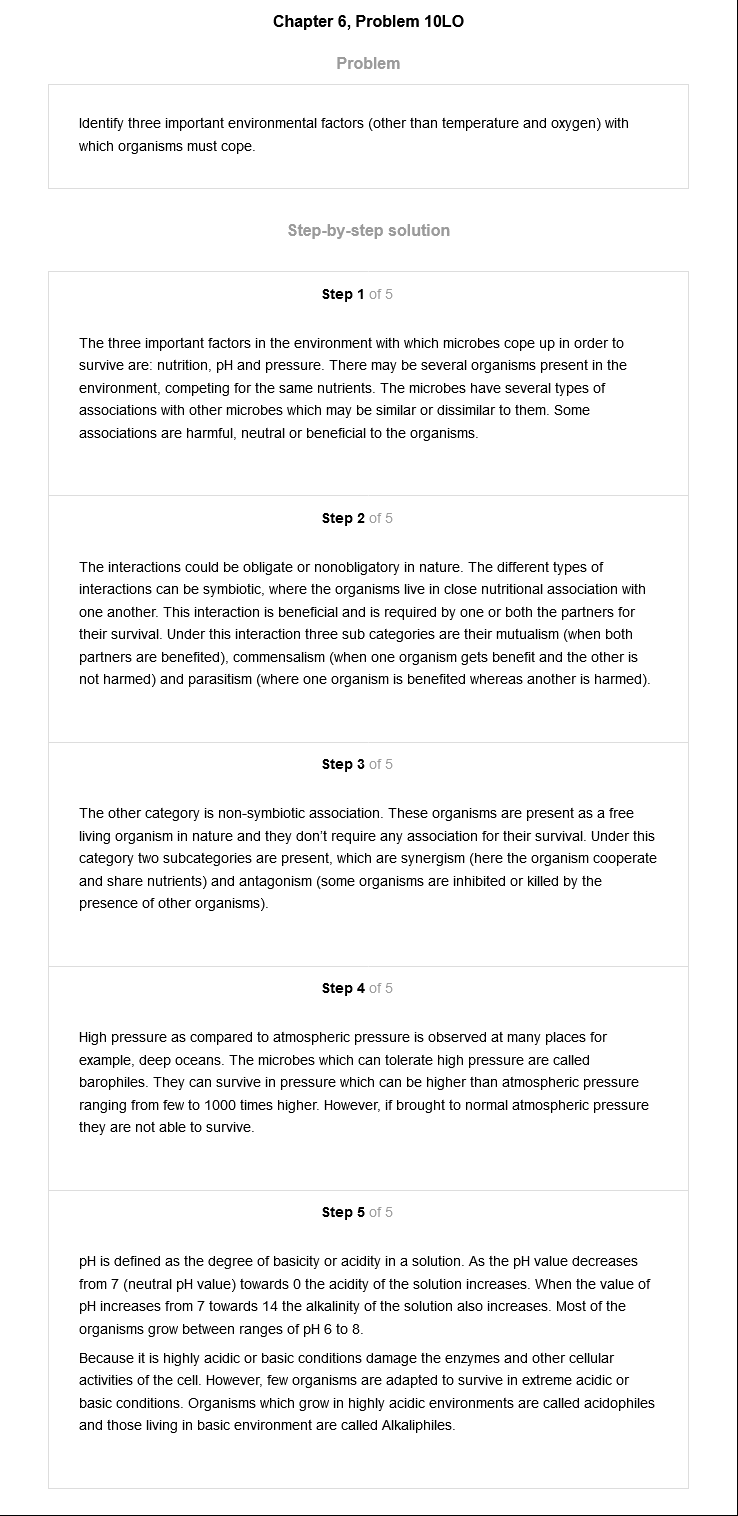 Chapter 6, Problem 10LO
Problem
Identify three important environmental factors (other than temperature and oxygen) with
which organisms must cope.
Step-by-step solution
Step 1 of 5
The three important factors in the environment with which microbes cope up in order to
survive are: nutrition, pH and pressure. There may be several organisms present in the
environment, competing for the same nutrients. The microbes have several types of
associations with other microbes which may be similar or dissimilar to them. Some
associations are harmful, neutral or beneficial to the organisms.
Step 2 of 5
The interactions could be obligate or nonobligatory in nature. The different types of
interactions can be symbiotic, where the organisms live in close nutritional association with
one another. This interaction is beneficial and is required by one or both the partners for
their survival. Under this interaction three sub categories are their mutualism (when both
partners are benefited), commensalism (when one organism gets benefit and the other is
not harmed) and parasitism (where one organism is benefited whereas another is harmed).
Step 3 of 5
The other category is non-symbiotic association. These organisms are present as a free
living organism in nature and they don’t require any association for their survival. Under this
category two subcategories are present, which are synergism (here the organism cooperate
and share nutrients) and antagonism (some organisms are inhibited or killed by the
presence of other organisms).
Step 4 of 5
High pressure as compared to atmospheric pressure is observed at many places for
example, deep oceans. The microbes which can tolerate high pressure are called
barophiles. They can survive in pressure which can be higher than atmospheric pressure
ranging from few to 1000 times higher. However, if brought to normal atmospheric pressure
they are not able to survive.
Step 5 of 5
pH is defined as the degree of basicity or acidity in a solution. As the pH value decreases
from 7 (neutral pH value) towards 0 the acidity of the solution increases. When the value of
pH increases from 7 towards 14 the alkalinity of the solution also increases. Most of the
organisms grow between ranges of pH 6 to 8.
Because it is highly acidic or basic conditions damage the enzymes and other cellular
activities of the cell. However, few organisms are adapted to survive in extreme acidic or
basic conditions. Organisms which grow in highly acidic environments are called acidophiles
and those living in basic environment are called Alkaliphiles.